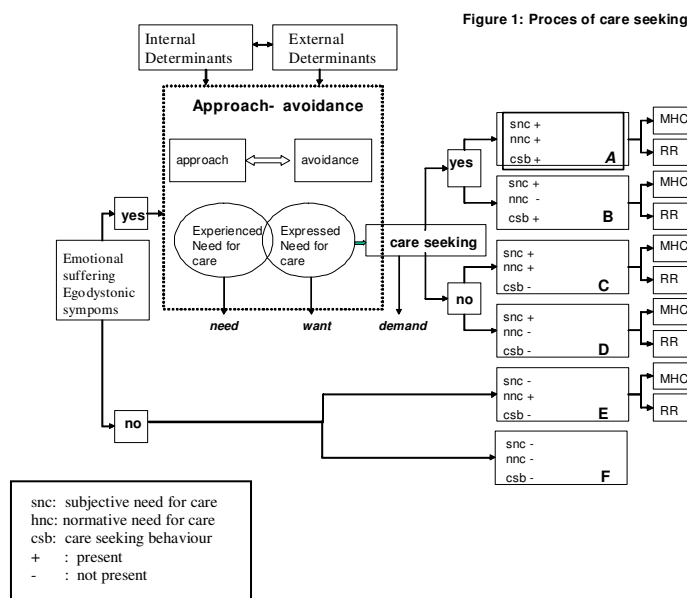 Figure 1: Proces of care seeking
Internal
Determinants
External
Determinants
Approach- avoidance
approach
avoidance
Experienced
Need for
care
Expressed
Need for
care
need
want
demand
care seeking
yes
Emotional
suffering
Egodystonic
sympoms
no
yes
no
snc +
nnc +
csb +
A
MHC
RR
snc +
nnc -
csb +
B
MHC
RR
snc +
nnc +
csb -
C
MHC
RR
snc +
nnc -
csb -
D
MHC
RR
snc -
nnc +
csb -
E
MHC
RR
snc -
nnc -
csb -
F
snc: subjective need for care
hnc: normative need for care
csb: care seeking behaviour
+ : present
- : not present